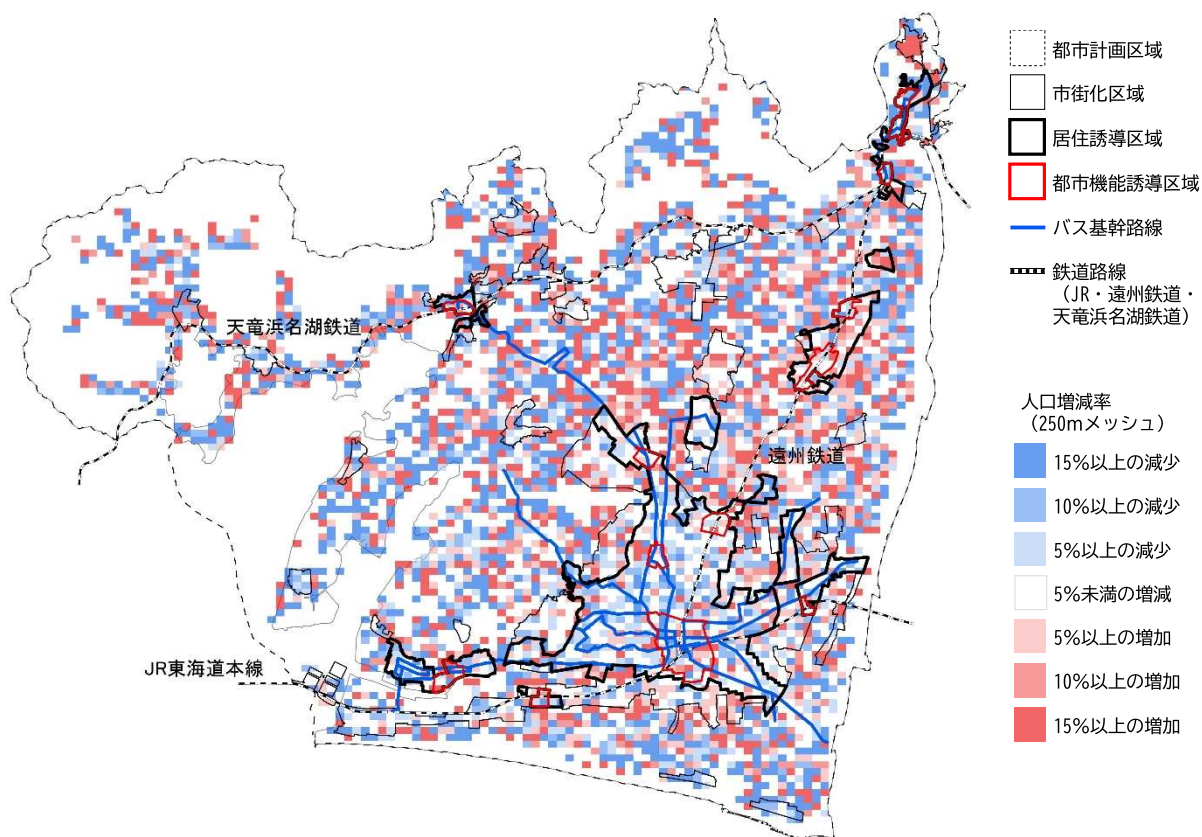 都市計画区域
市街化区域
居住誘導区域
都市機能誘導区域
バス基幹路線
鉄道路線
（JR・遠州鉄道・
天竜浜名湖鉄道）
天竜浜名湖鉄道
遠州鉄道
JR東海道本線
人口増減率
（250mメッシュ）
15%以上の減少
10%以上の減少
5%以上の減少
5%未満の増減
5%以上の増加
10%以上の増加
15%以上の増加